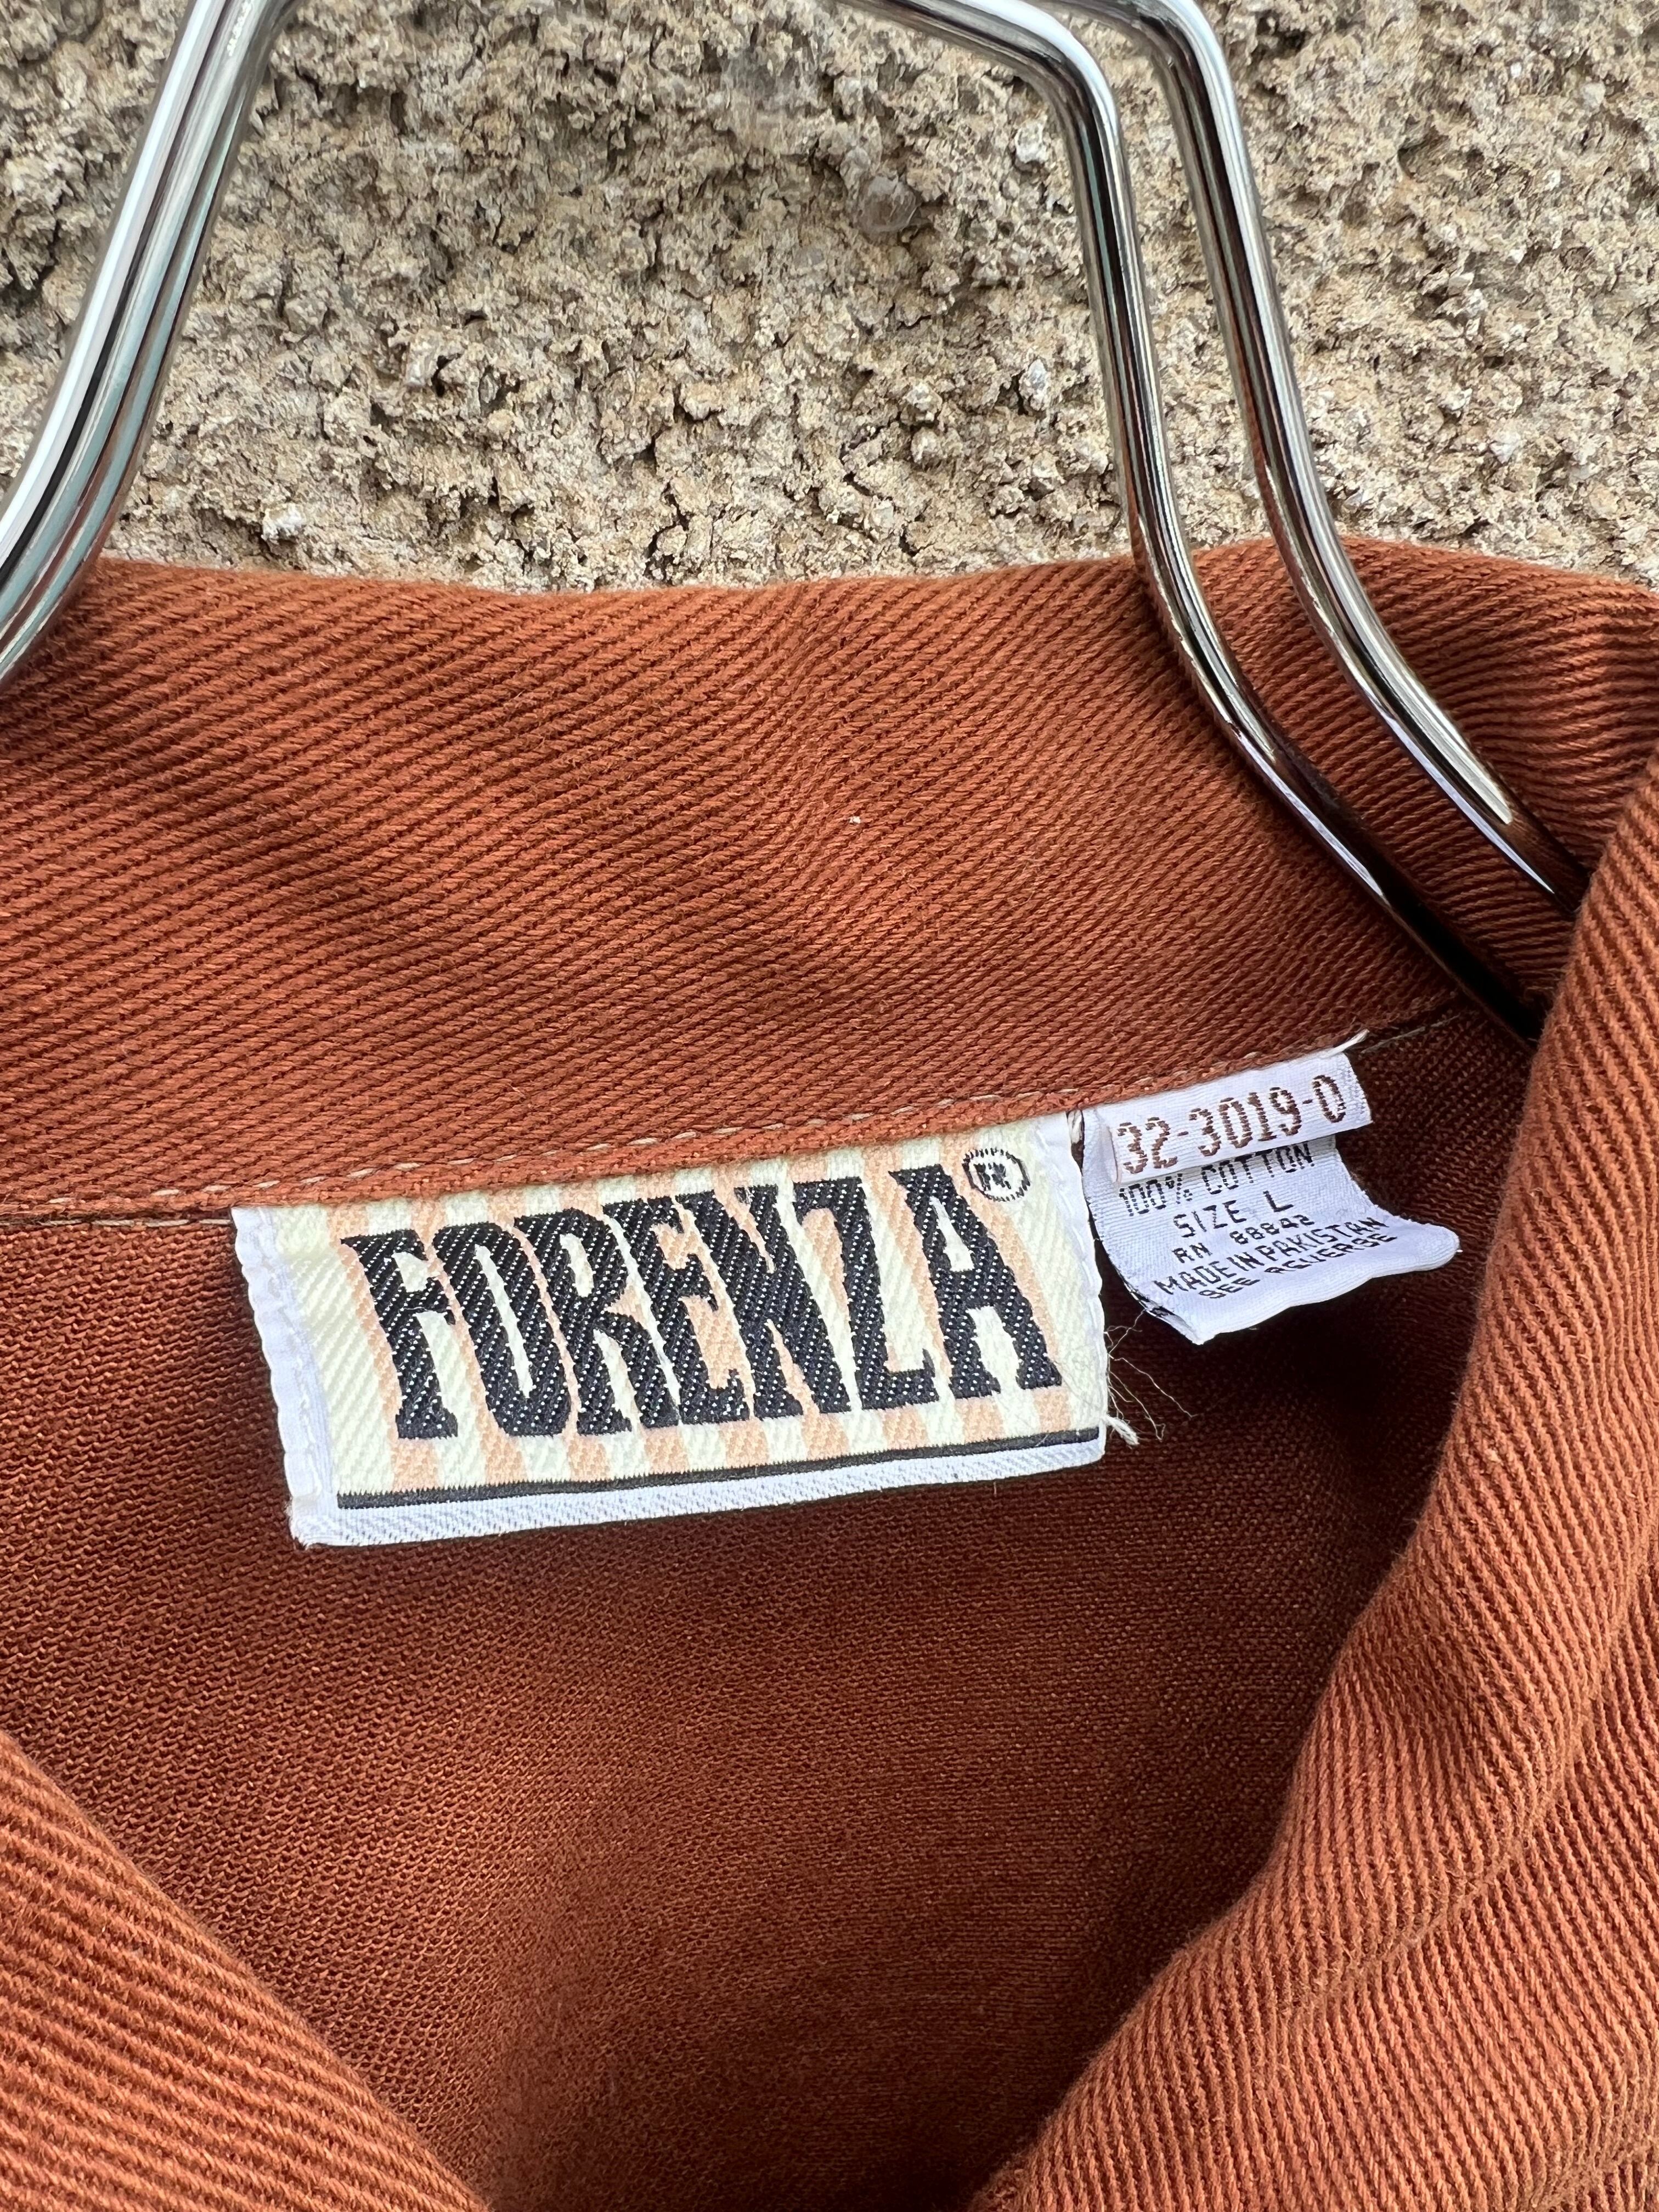 FORENZA®
32-3019-0
100% COTTON
SIZE L
RN 88842
MADE IN PAKISTAN
SEE REVERSE